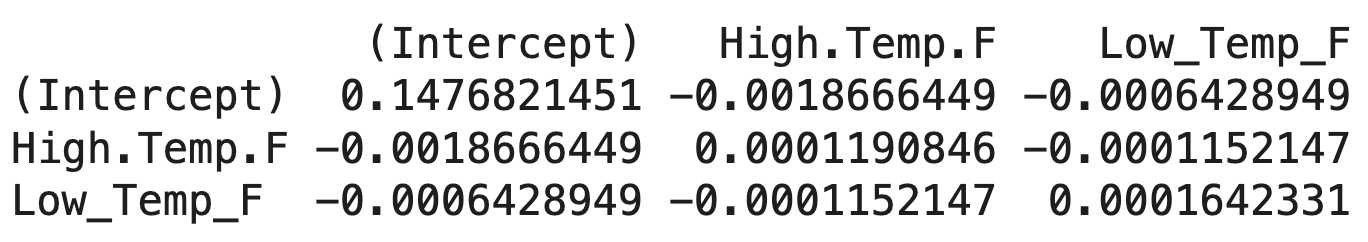 (Intercept) High.Temp.F Low_Temp_F
(Intercept) 0.1476821451 -0.0018666449 -0.0006428949
High.Temp.F -0.0018666449 0.0001190846 -0.0001152147
Low_Temp_F -0.0006428949 -0.0001152147 0.0001642331